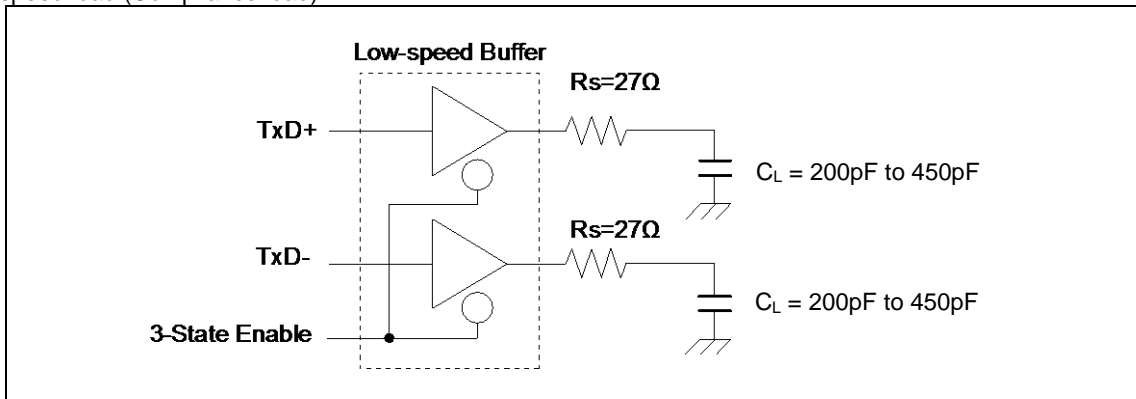 Low-speed Buffer
Rs=27Ω
TxD+
CL = 200pF to 450pF
Rs=27Ω
TxD-
CL = 200pF to 450pF
3-State Enable